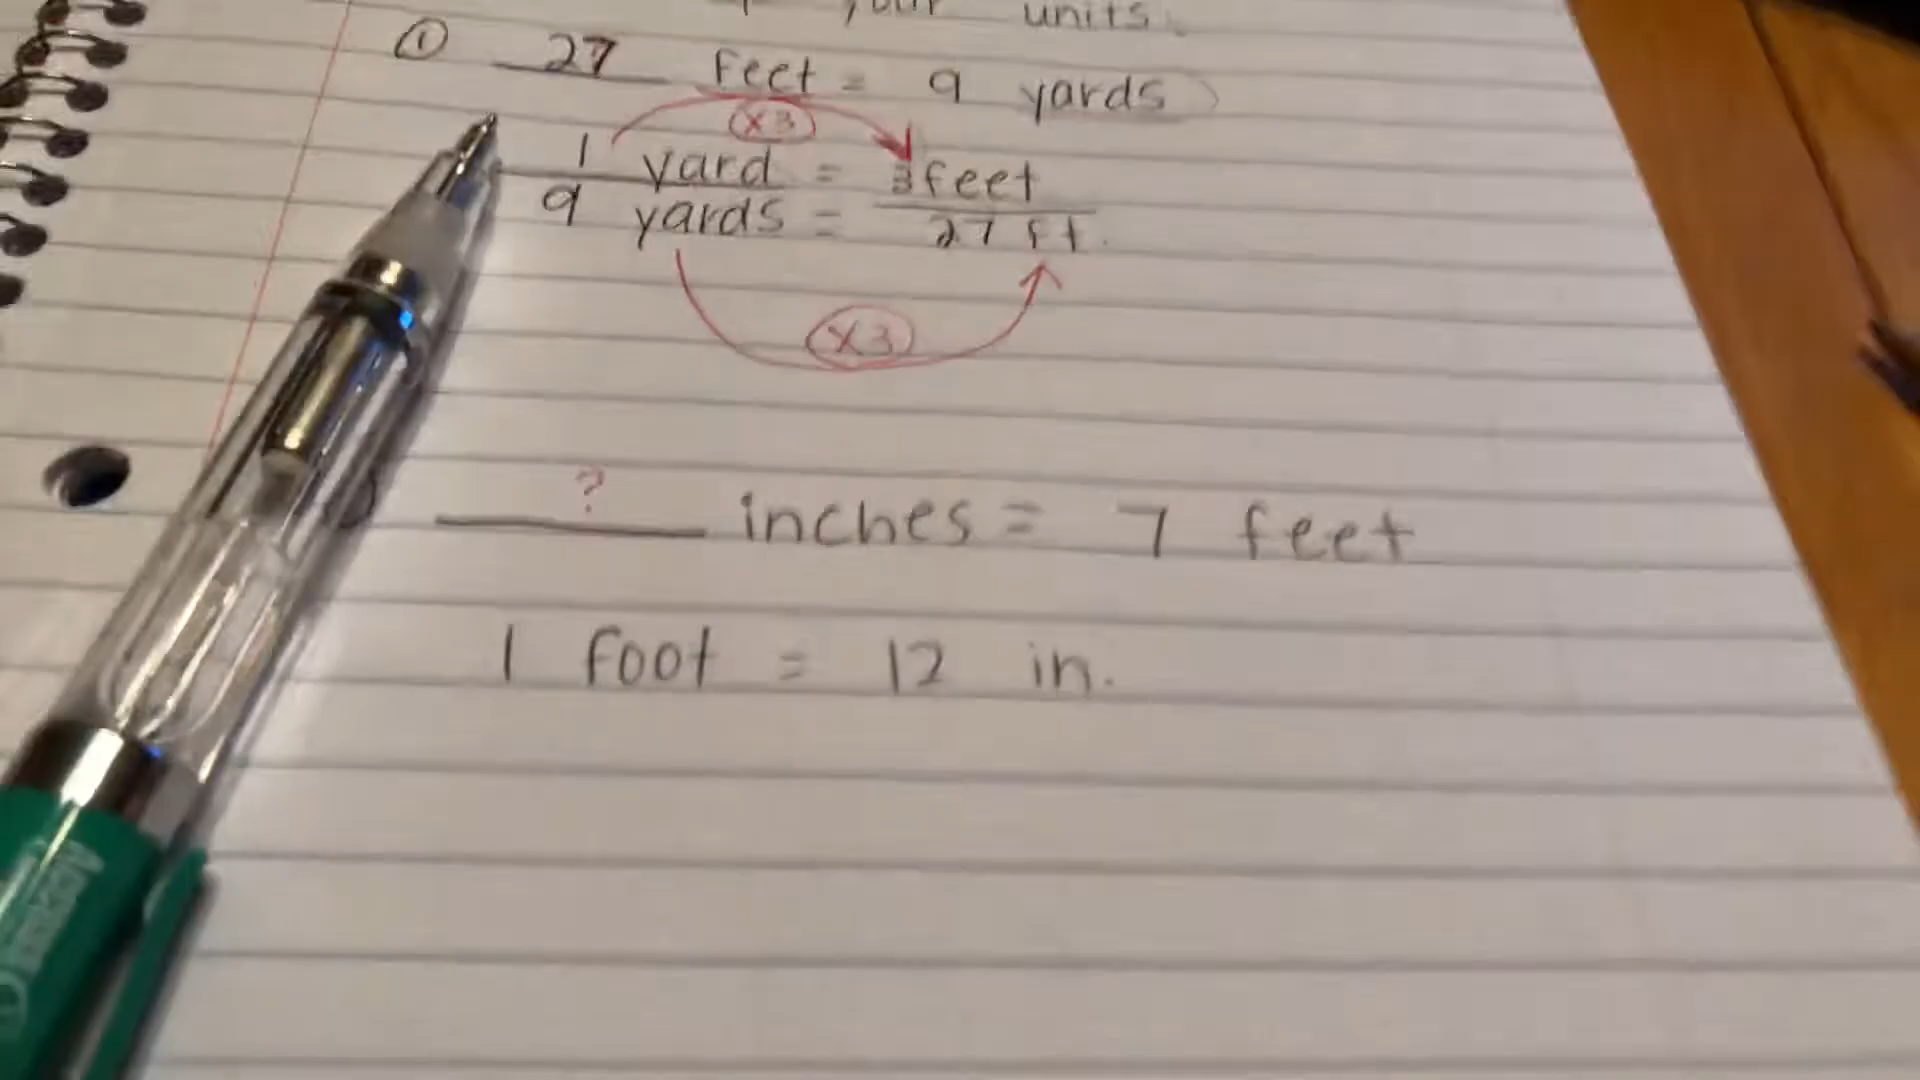 your units.
① 27 feet = 9 yards
×3
1 yard = 3 feet
9 yards = 27 ft.
×3
?
inches = 7 feet
1 foot = 12 in.